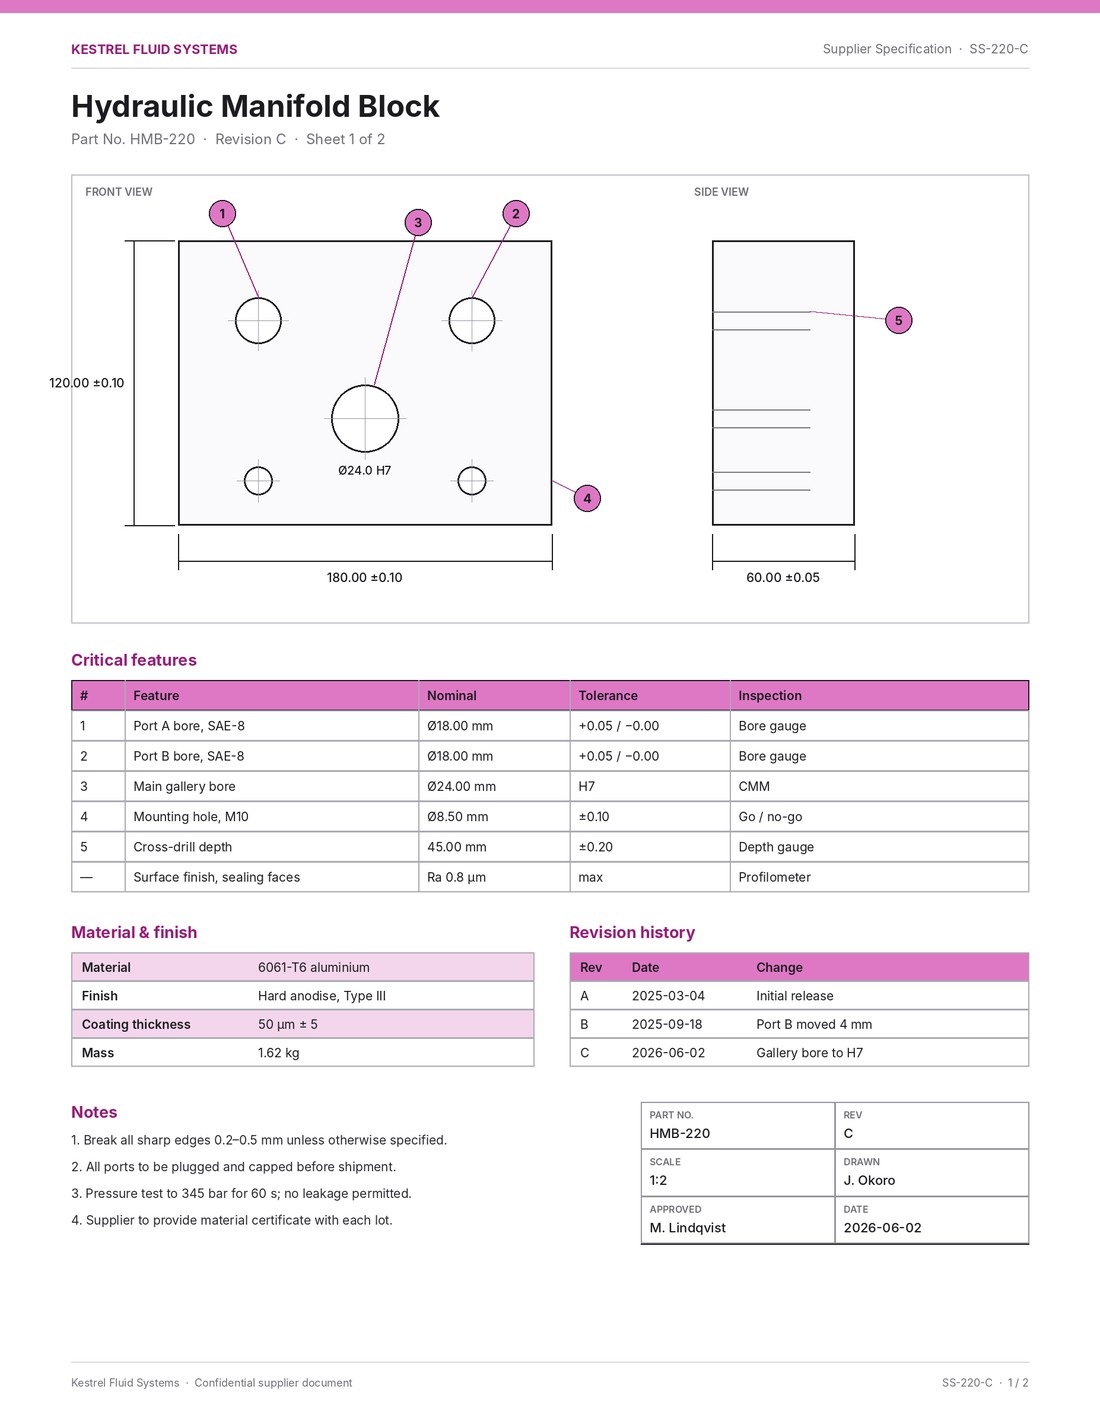 KESTREL FLUID SYSTEMS
Supplier Specification · SS-220-C
Hydraulic Manifold Block
Part No. HMB-220 · Revision C · Sheet 1 of 2
FRONT VIEW
SIDE VIEW
1
3
2
5
120.00 ±0.10
Ø24.0 H7
4
180.00 ±0.10
60.00 ±0.05
Critical features
# Feature Nominal Tolerance Inspection
1 Port A bore, SAE-8 Ø18.00 mm +0.05 / −0.00 Bore gauge
2 Port B bore, SAE-8 Ø18.00 mm +0.05 / −0.00 Bore gauge
3 Main gallery bore Ø24.00 mm H7 CMM
4 Mounting hole, M10 Ø8.50 mm ±0.10 Go / no-go
5 Cross-drill depth 45.00 mm ±0.20 Depth gauge
— Surface finish, sealing faces Ra 0.8 µm max Profilometer
Material & finish
Material 6061-T6 aluminium
Finish Hard anodise, Type III
Coating thickness 50 µm ± 5
Mass 1.62 kg
Revision history
Rev Date Change
A 2025-03-04 Initial release
B 2025-09-18 Port B moved 4 mm
C 2026-06-02 Gallery bore to H7
Notes
1. Break all sharp edges 0.2–0.5 mm unless otherwise specified.
2. All ports to be plugged and capped before shipment.
3. Pressure test to 345 bar for 60 s; no leakage permitted.
4. Supplier to provide material certificate with each lot.
PART NO.
HMB-220
REV
C
SCALE
1:2
DRAWN
J. Okoro
APPROVED
M. Lindqvist
DATE
2026-06-02
Kestrel Fluid Systems · Confidential supplier document
SS-220-C · 1 / 2